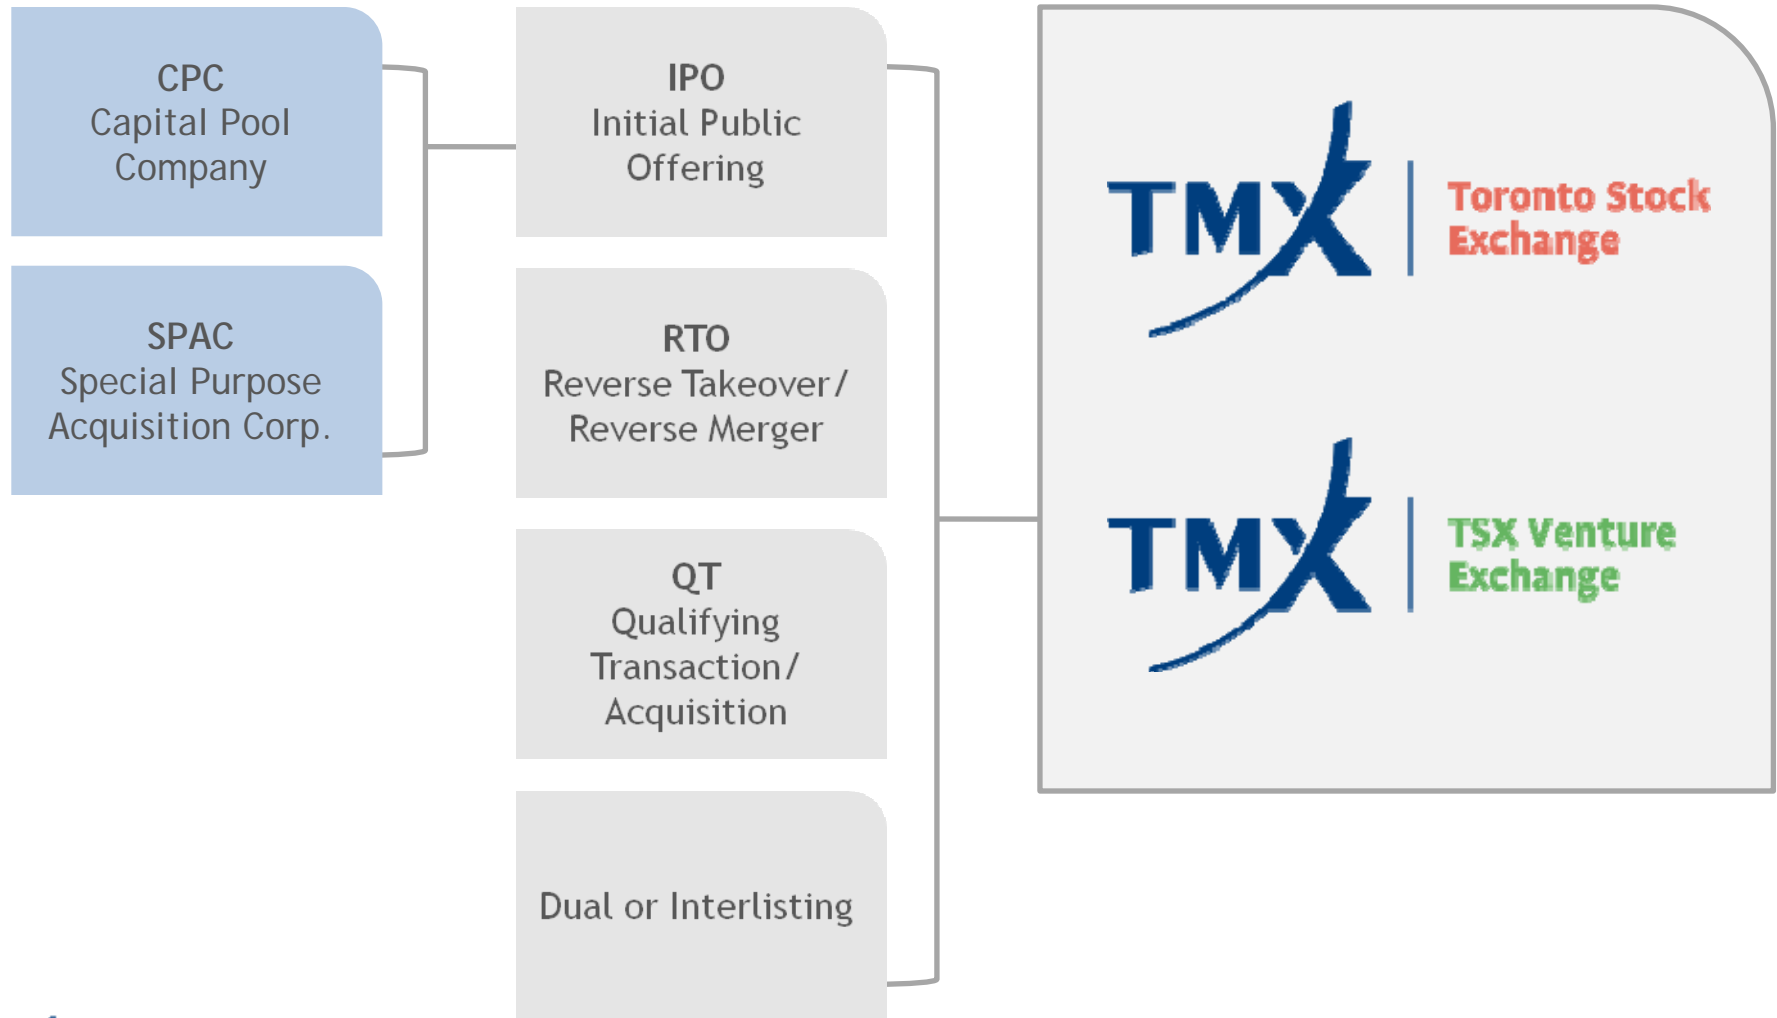 CPC
Capital Pool
Company
SPAC
Special Purpose
Acquisition Corp.
IPO
Initial Public
Offering
RTO
Reverse Takeover/
Reverse Merger
QT
Qualifying
Transaction/
Acquisition
Dual or Interlisting
TMX
Toronto Stock
Exchange
TMX
TSX Venture
Exchange